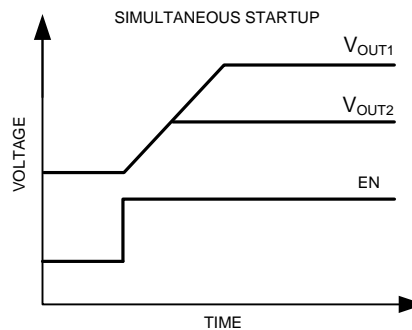 SIMULTANEOUS STARTUP
VOUT1
VOUT2
EN
VOLTAGE
TIME